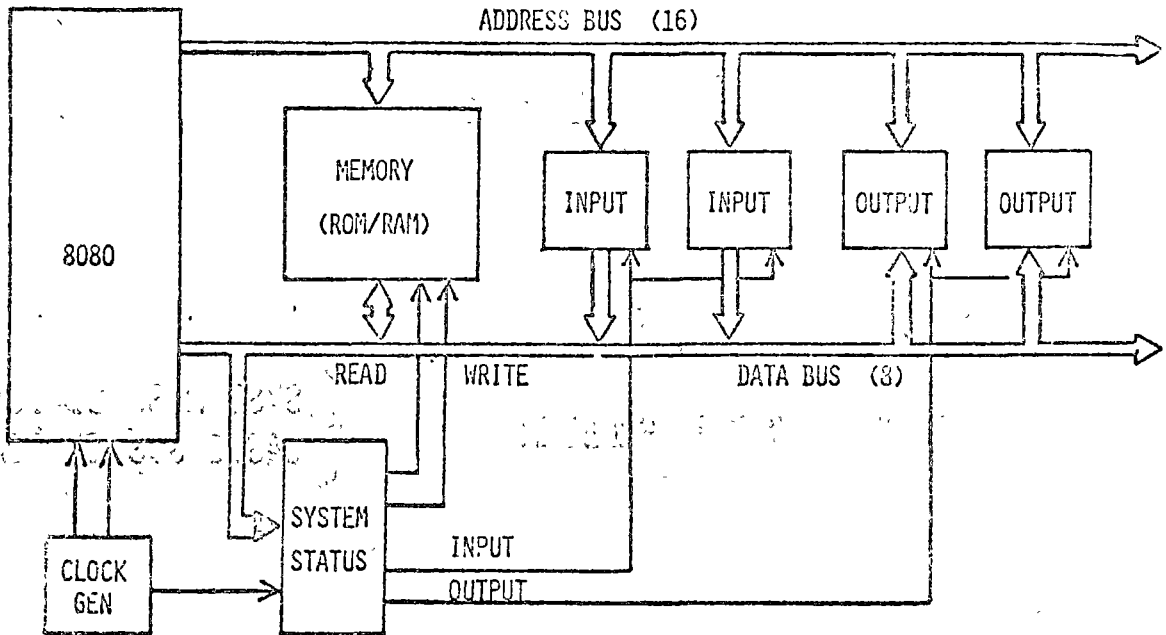 ADDRESS BUS (16)
8080
MEMORY
(ROM/RAM)
INPUT
INPUT
OUTPUT
OUTPUT
READ
WRITE
DATA BUS (8)
SYSTEM
STATUS
INPUT
OUTPUT
CLOCK
GEN